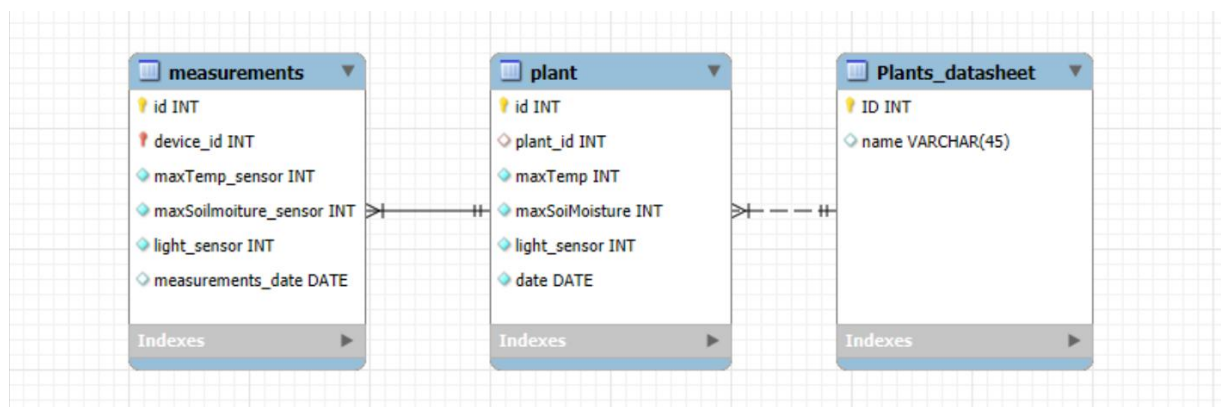 measurements
id INT
device_id INT
maxTemp_sensor INT
maxSoilmoiture_sensor INT
light_sensor INT
measurements_date DATE
Indexes
plant
id INT
plant_id INT
maxTemp INT
maxSoiMoisture INT
light_sensor INT
date DATE
Indexes
Plants_datasheet
ID INT
name VARCHAR(45)
Indexes